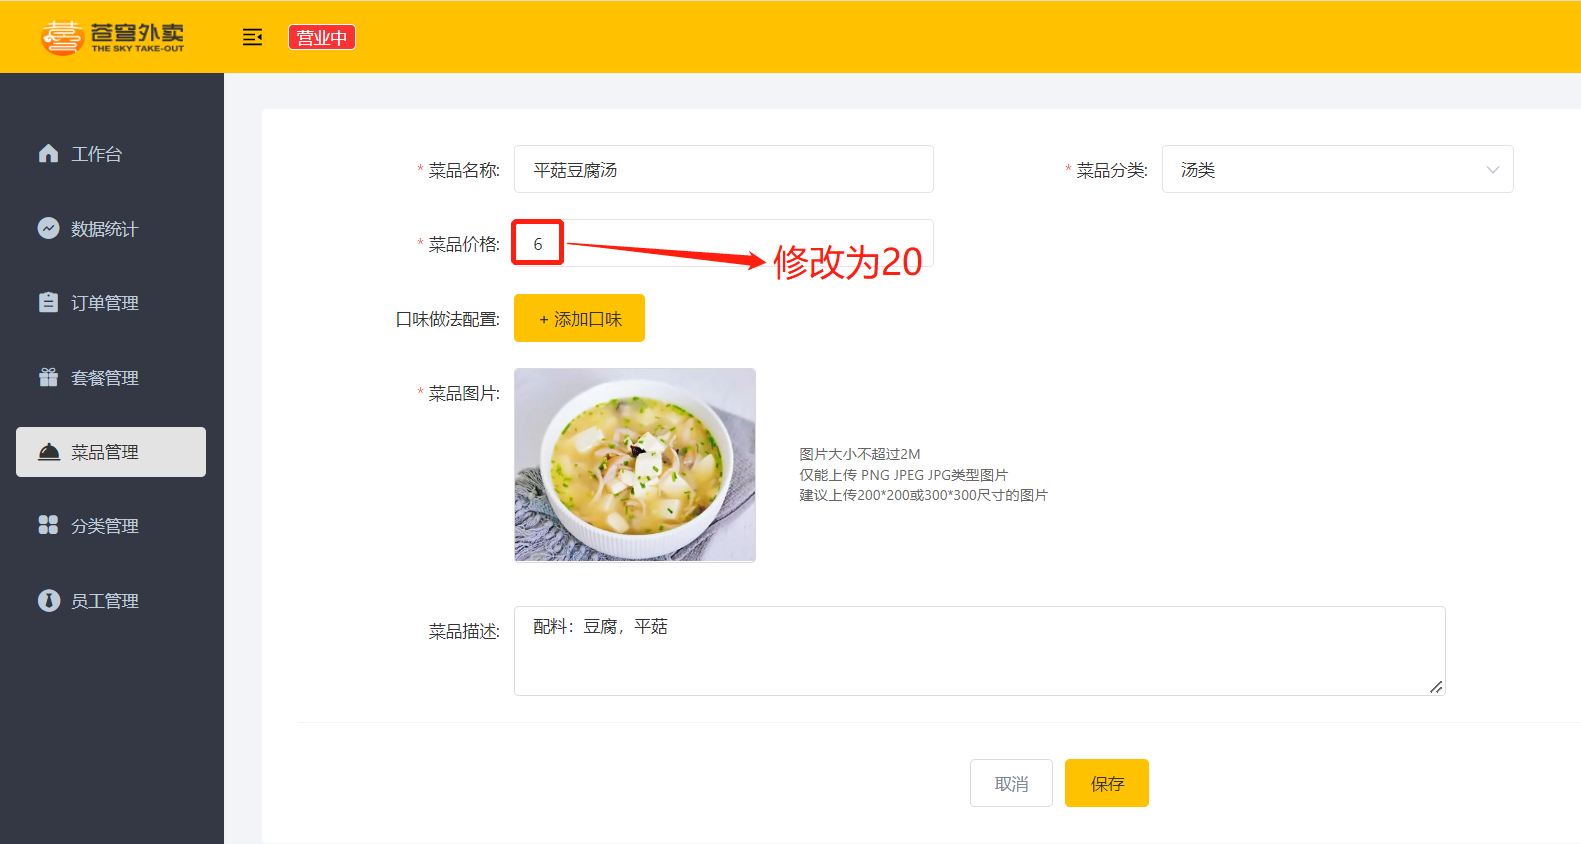 苍穹外卖
THE SKY TAKE-OUT
营业中
工作台
数据统计
订单管理
套餐管理
菜品管理
分类管理
员工管理
* 菜品名称: 平菇豆腐汤
* 菜品分类: 汤类
* 菜品价格: 6
修改为20
口味做法配置: + 添加口味
* 菜品图片:
图片大小不超过2M
仅能上传 PNG JPEG JPG类型图片
建议上传200*200或300*300尺寸的图片
菜品描述: 配料：豆腐，平菇
取消 保存